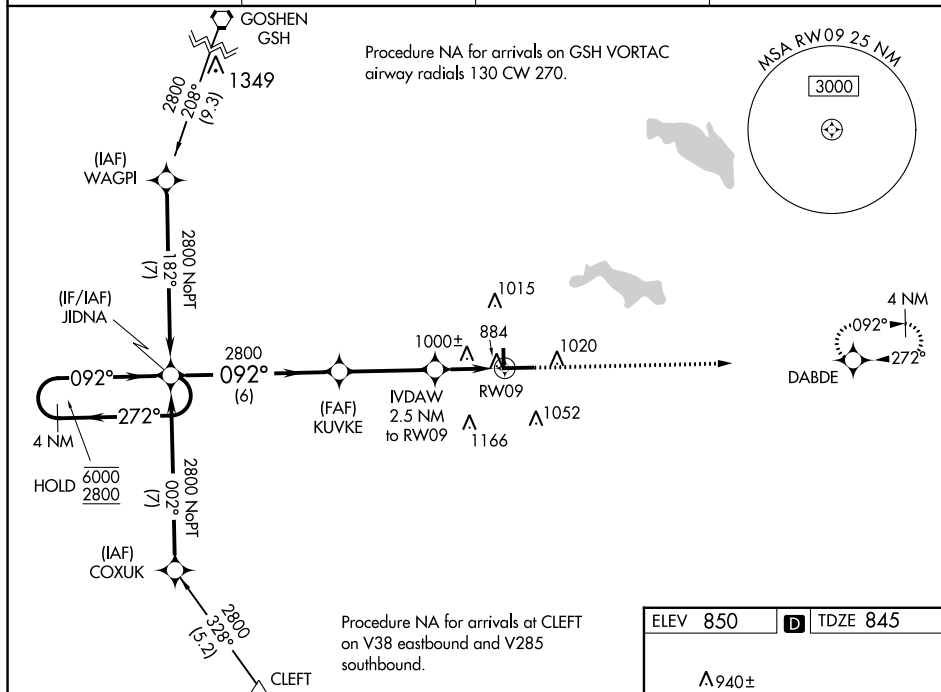 GOSHEN
GSH
1349
2800
208°
(9.3)
Procedure NA for arrivals on GSH VORTAC
airway radials 130 CW 270.
MSA RW09 25 NM
3000
(IAF)
WAGPI
2800 NoPT
182°
(7)
(IF/IAF)
JIDNA
092°
272°
4 NM
HOLD
6000
2800
2800
092°
(6)
(FAF)
KUVKE
1000±
IVDAW
2.5 NM
to RW09
1015
884
1020
RW09
1052
1166
4 NM
092°
272°
DABDE
2800 NoPT
002°
(7)
(IAF)
COXUK
2800
328°
(5.2)
CLEFT
Procedure NA for arrivals at CLEFT
on V38 eastbound and V285
southbound.
ELEV 850 D TDZE 845
940±